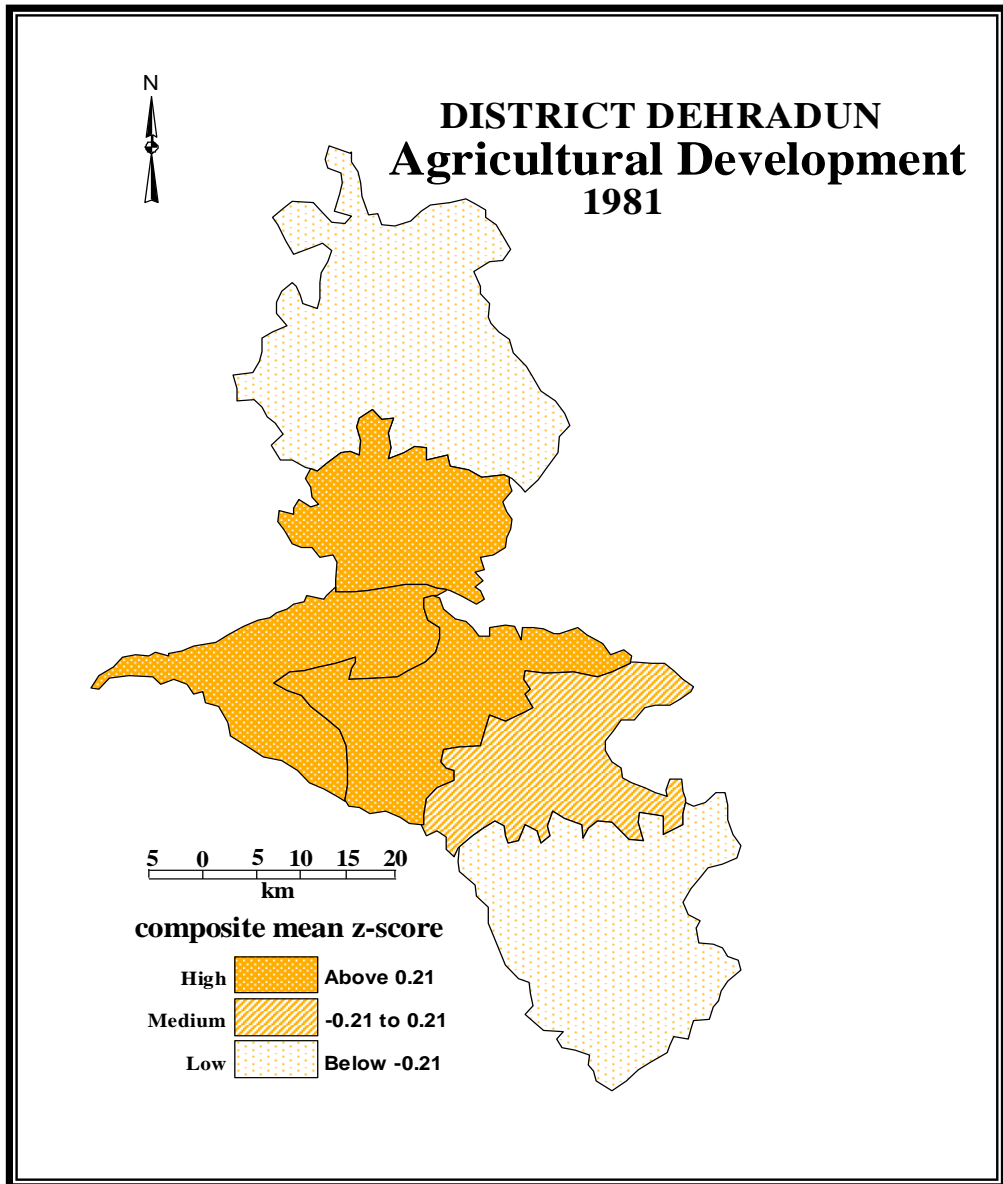 N
DISTRICT DEHRADUN
Agricultural Development
1981
5 0 5 10 15 20
km
composite mean z-score
High Above 0.21
Medium -0.21 to 0.21
Low Below -0.21